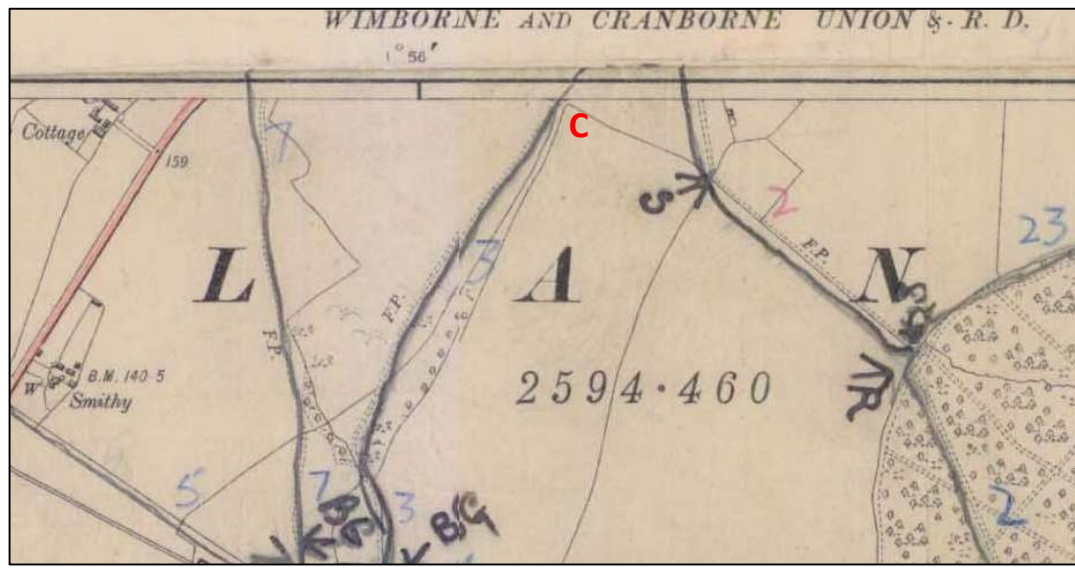 WIMBORNE AND CRANBORNE UNION & R. D.
1° 56'
C
Cottage
159
7
S
2
F.P.
3
23
L
A
N
F.P.
F.P.
B.M. 140·5
W
Smithy
2594·460
R
5
7
BG
3
BG
2